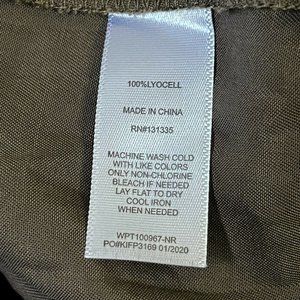 100%LYOCELL
MADE IN CHINA
RN#131335
MACHINE WASH COLD
WITH LIKE COLORS
ONLY NON-CHLORINE
BLEACH IF NEEDED
LAY FLAT TO DRY
COOL IRON
WHEN NEEDED
WPT100967-NR
PO#KIFP3169 01/2020